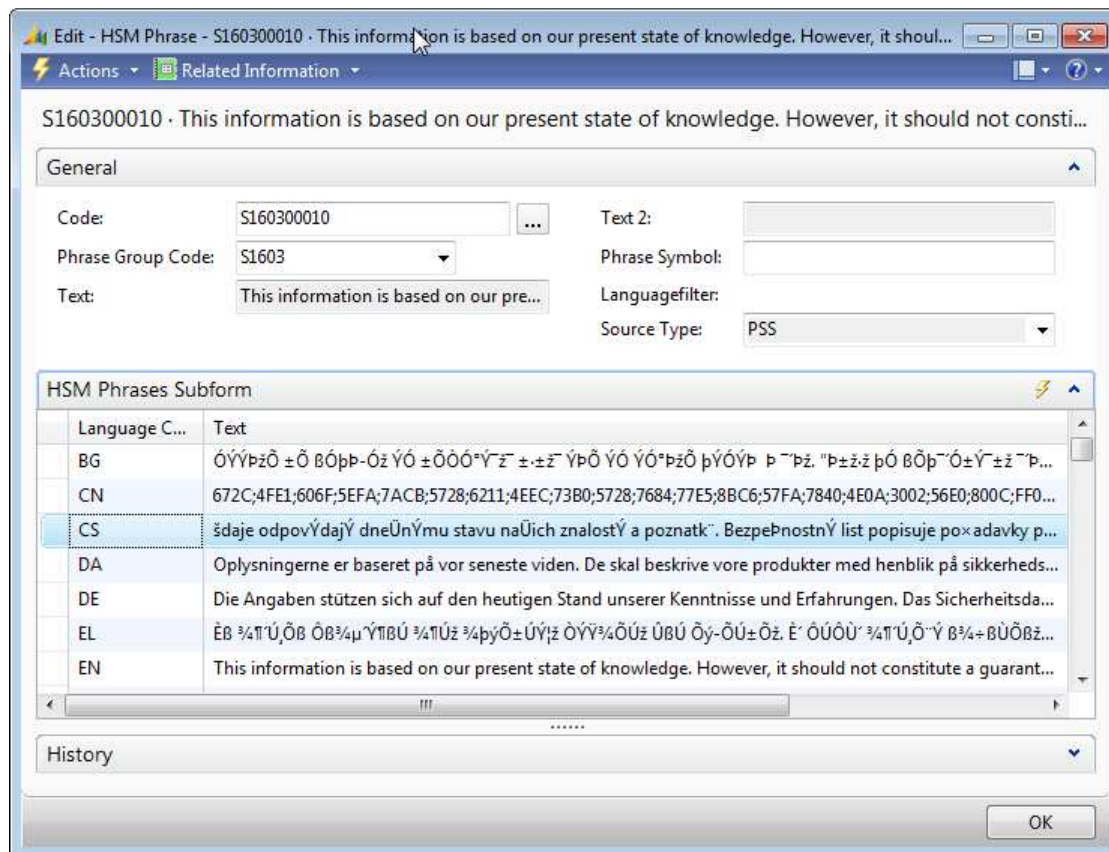 Edit - HSM Phrase - S160300010 · This information is based on our present state of knowledge. However, it shoul...
Actions Related Information
S160300010 · This information is based on our present state of knowledge. However, it should not consti...
General
Code: S160300010 ... Text 2:
Phrase Group Code: S1603 Phrase Symbol:
Text: This information is based on our pre... Languagefilter:
Source Type: PSS
HSM Phrases Subform
Language C... Text
BG
CN 672C;4FE1;606F;5EFA;7ACB;5728;6211;4EEC;73B0;5728;7684;77E5;8BC6;57FA;7840;4E0A;3002;56E0;800C;FF0...
CS šdaje odpovÝdajÝ dneÜnÝmu stavu naÜich znalostÝ a poznatk¨. BezpeÞnostnÝ list popisuje po×adavky p...
DA Oplysningerne er baseret på vor seneste viden. De skal beskrive vore produkter med henblik på sikkerheds...
DE Die Angaben stützen sich auf den heutigen Stand unserer Kenntnisse und Erfahrungen. Das Sicherheitsda...
EL
EN This information is based on our present state of knowledge. However, it should not constitute a guarant...
History
OK